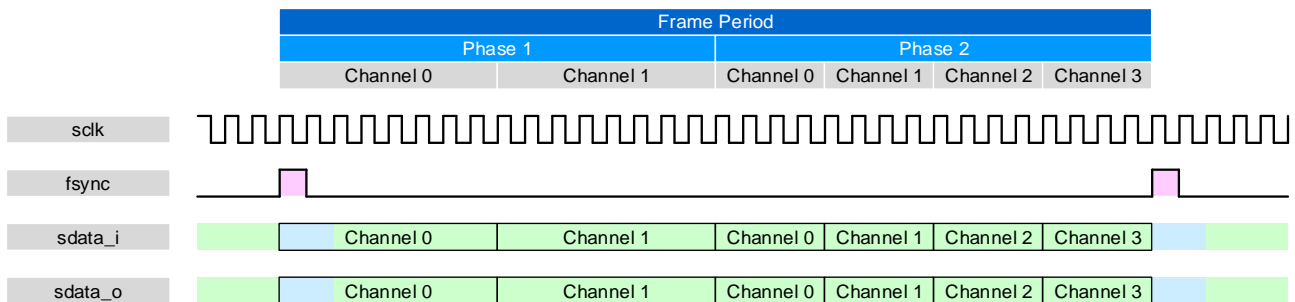 Frame Period
Phase 1 Phase 2
Channel 0 Channel 1 Channel 0 Channel 1 Channel 2 Channel 3
sclk
fsync
sdata_i Channel 0 Channel 1 Channel 0 Channel 1 Channel 2 Channel 3
sdata_o Channel 0 Channel 1 Channel 0 Channel 1 Channel 2 Channel 3